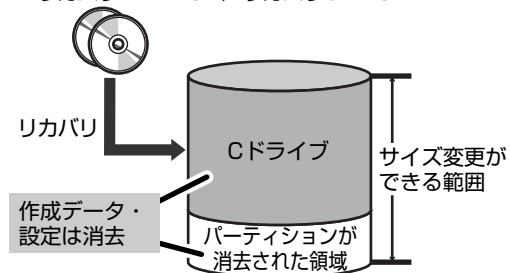 リカバリ
Cドライブ
サイズ変更が
できる範囲
作成データ・
設定は消去
パーティションが
消去された領域